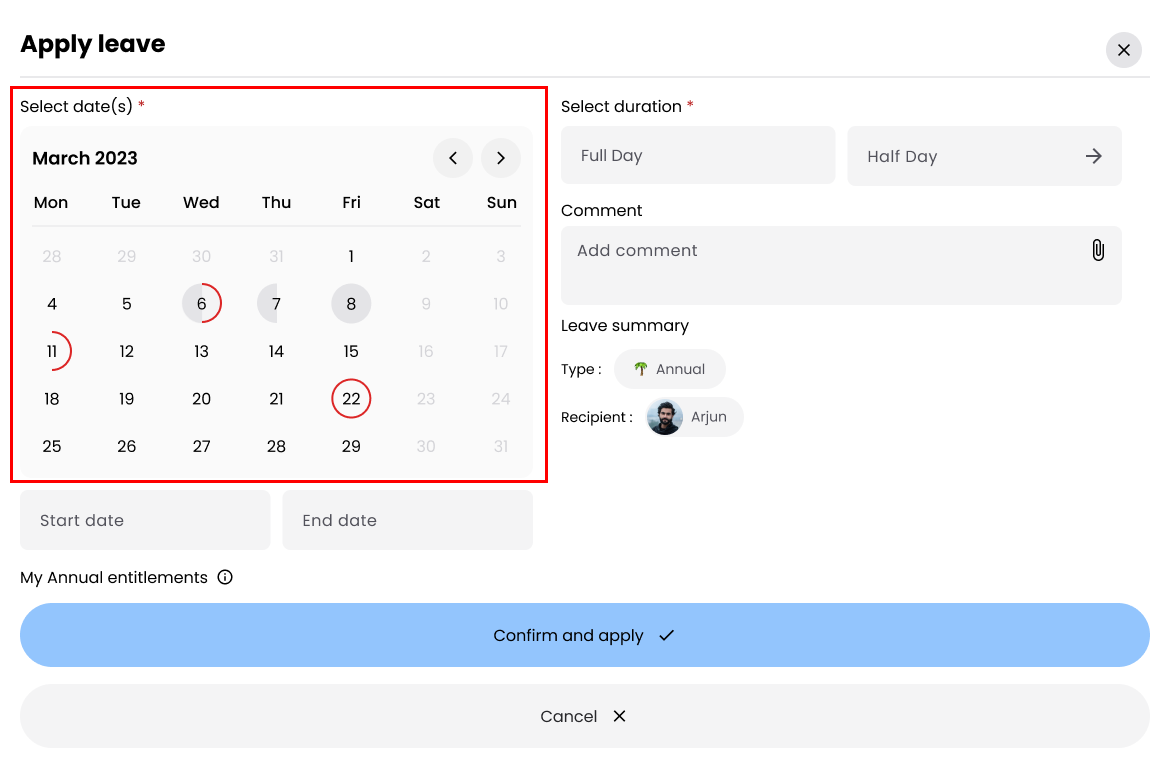 Apply leave
Select date(s) *
March 2023
Mon Tue Wed Thu Fri Sat Sun
28 29 30 31 1 2 3
4 5 6 7 8 9 10
11 12 13 14 15 16 17
18 19 20 21 22 23 24
25 26 27 28 29 30 31
Start date End date
My Annual entitlements
Select duration *
Full Day Half Day
Comment
Add comment
Leave summary
Type : Annual
Recipient : Arjun
Confirm and apply
Cancel